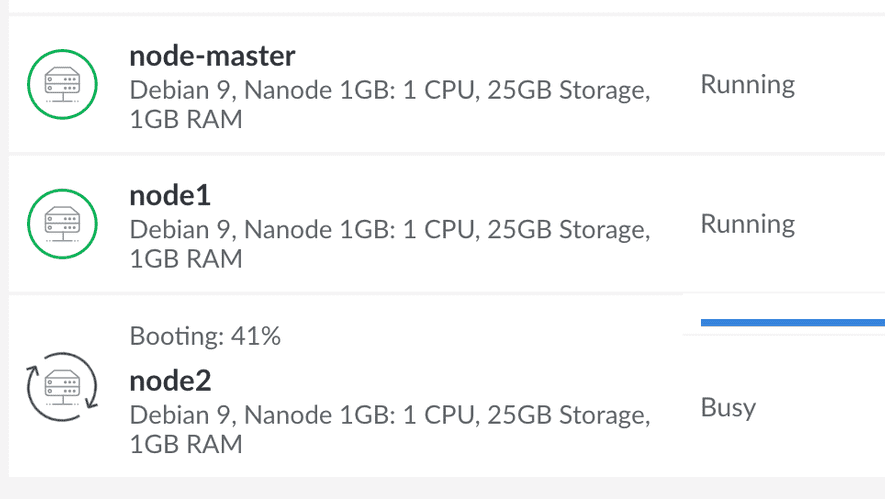 node-master
Debian 9, Nanode 1GB: 1 CPU, 25GB Storage,
1GB RAM
Running
node1
Debian 9, Nanode 1GB: 1 CPU, 25GB Storage,
1GB RAM
Running
Booting: 41%
node2
Debian 9, Nanode 1GB: 1 CPU, 25GB Storage,
1GB RAM
Busy